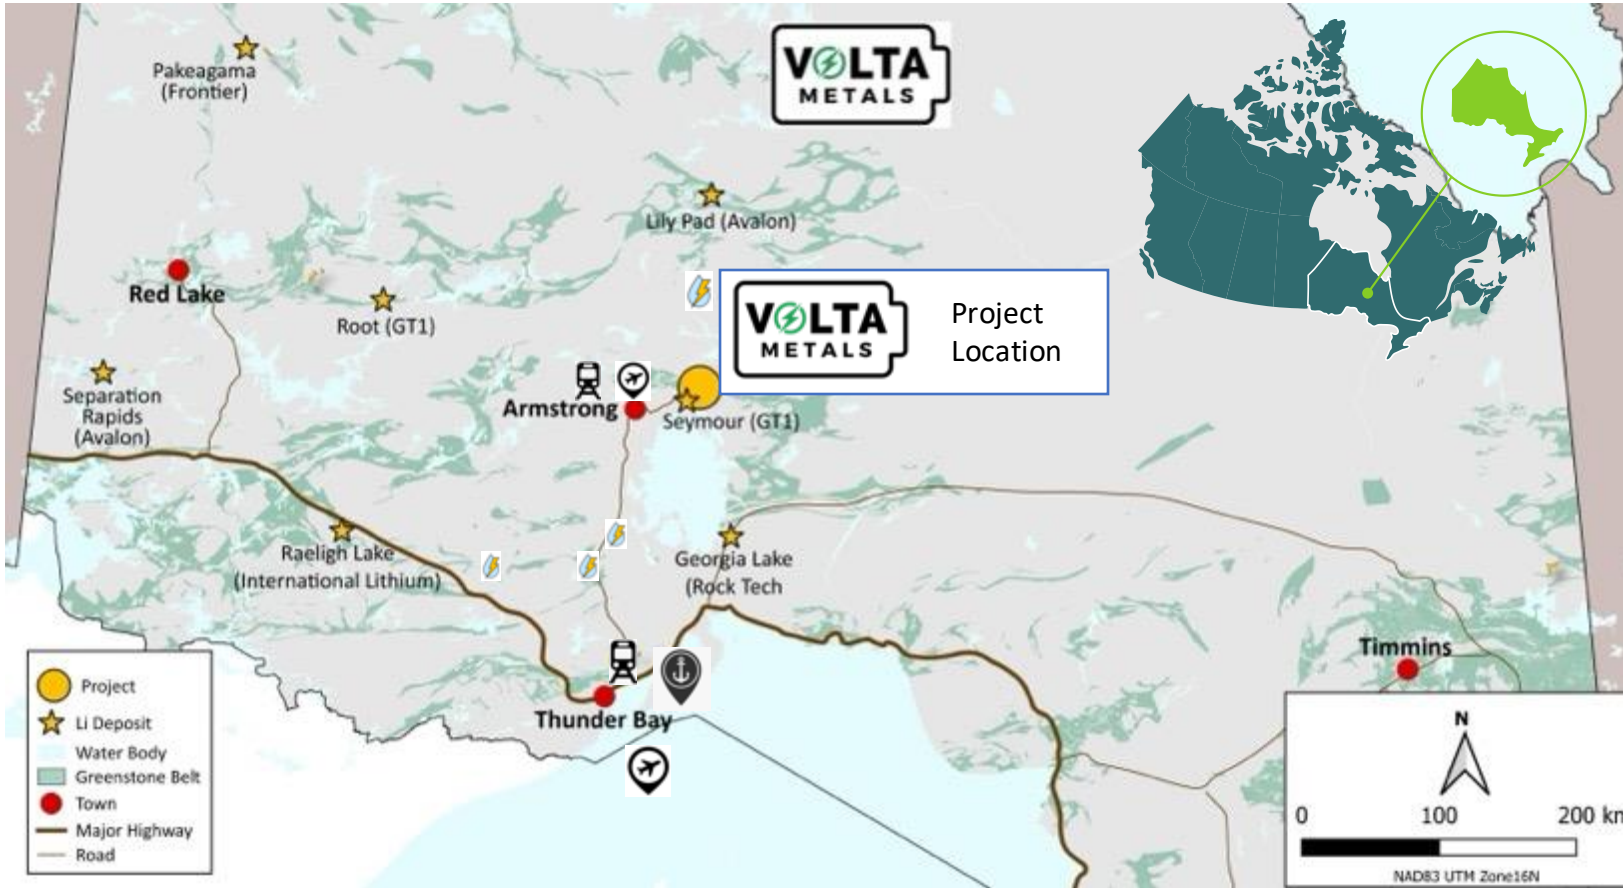 Pakeagama
(Frontier)
VOLTA
METALS
Lily Pad (Avalon)
Red Lake
Root (GT1)
VOLTA
METALS
Project
Location
Separation
Rapids
(Avalon)
Armstrong
Seymour (GT1)
Raeligh Lake
(International Lithium)
Georgia Lake
(Rock Tech
Timmins
Thunder Bay
Project
Li Deposit
Water Body
Greenstone Belt
Town
Major Highway
Road
N
0 100 200 km
NAD83 UTM Zone16N